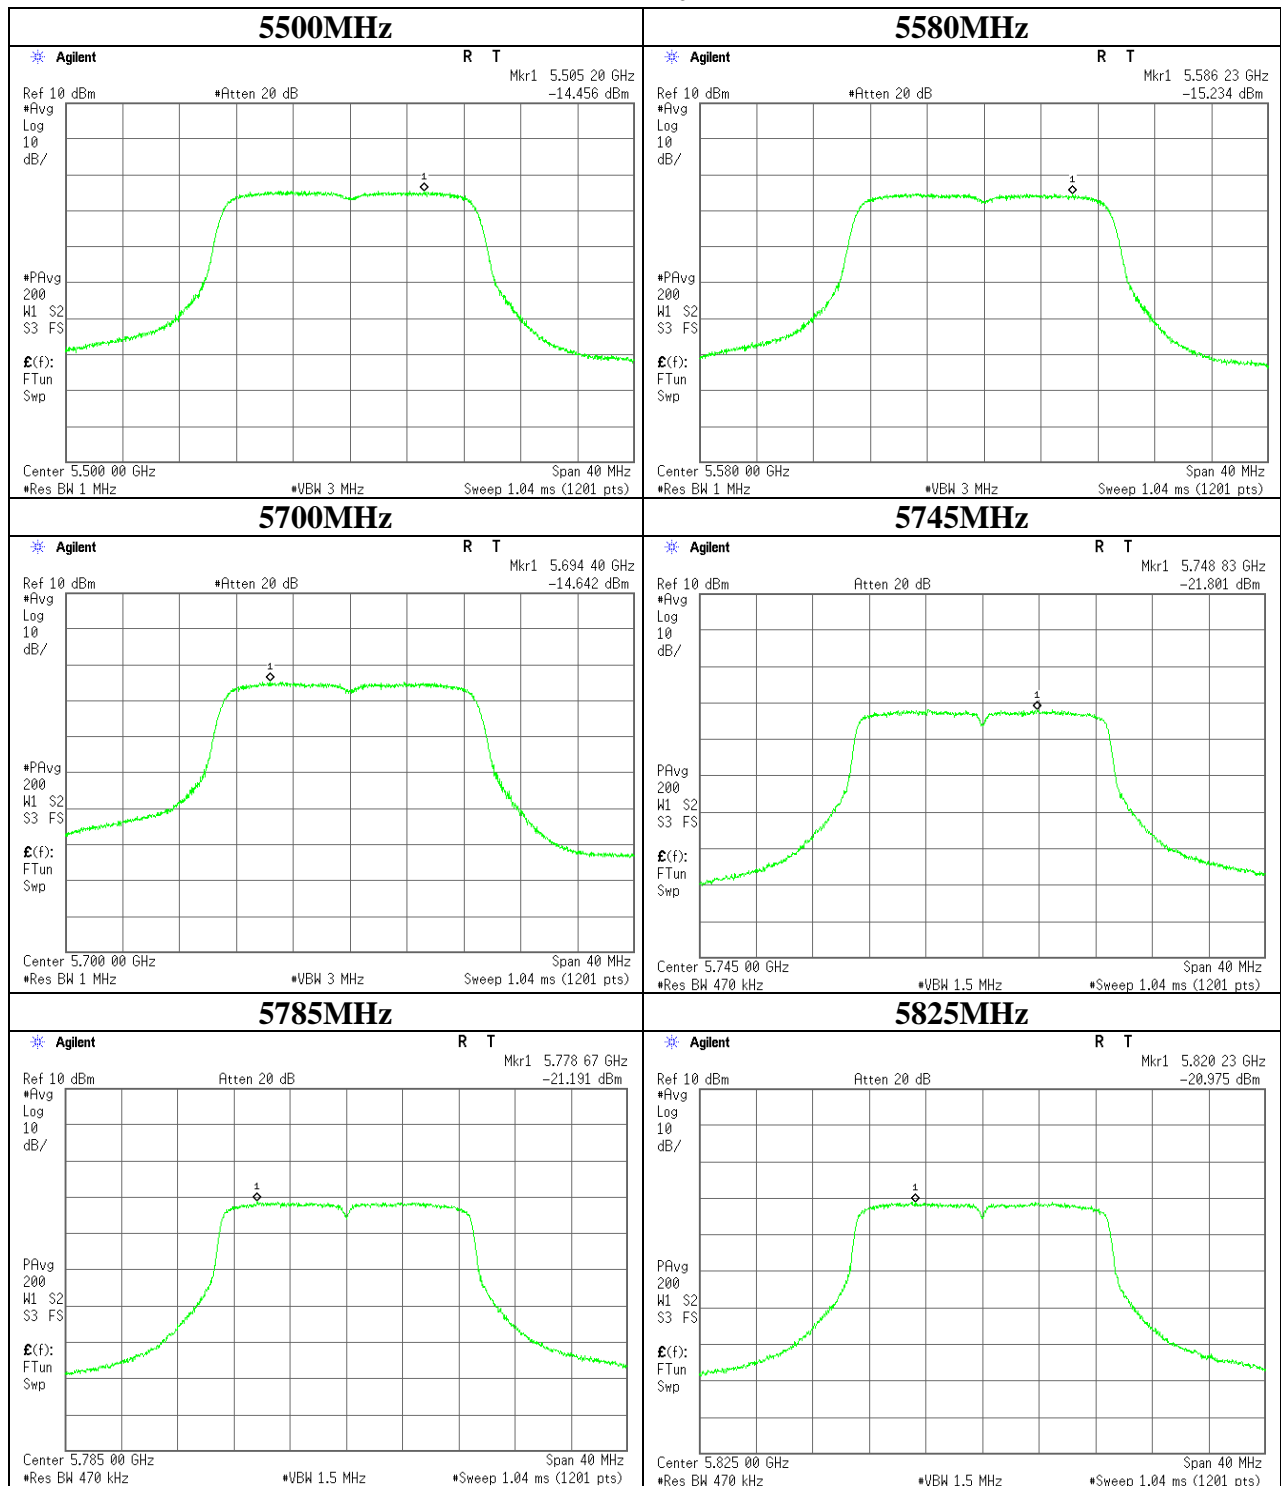 5500MHz
Agilent R T
Mkr1 5.505 20 GHz
Ref 10 dBm #Atten 20 dB -14.456 dBm
#Avg
Log
10
dB/
1
#PAvg
200
W1 S2
S3 FS
£(f):
FTun
Swp
Center 5.500 00 GHz Span 40 MHz
#Res BW 1 MHz #VBW 3 MHz Sweep 1.04 ms (1201 pts)
5580MHz
Agilent R T
Mkr1 5.586 23 GHz
Ref 10 dBm #Atten 20 dB -15.234 dBm
#Avg
Log
10
dB/
1
#PAvg
200
W1 S2
S3 FS
£(f):
FTun
Swp
Center 5.580 00 GHz Span 40 MHz
#Res BW 1 MHz #VBW 3 MHz Sweep 1.04 ms (1201 pts)
5700MHz
Agilent R T
Mkr1 5.694 40 GHz
Ref 10 dBm #Atten 20 dB -14.642 dBm
#Avg
Log
10
dB/
1
#PAvg
200
W1 S2
S3 FS
£(f):
FTun
Swp
Center 5.700 00 GHz Span 40 MHz
#Res BW 1 MHz #VBW 3 MHz Sweep 1.04 ms (1201 pts)
5745MHz
Agilent R T
Mkr1 5.748 83 GHz
Ref 10 dBm Atten 20 dB -21.801 dBm
#Avg
Log
10
dB/
1
PAvg
200
W1 S2
S3 FS
£(f):
FTun
Swp
Center 5.745 00 GHz Span 40 MHz
#Res BW 470 kHz #VBW 1.5 MHz #Sweep 1.04 ms (1201 pts)
5785MHz
Agilent R T
Mkr1 5.778 67 GHz
Ref 10 dBm Atten 20 dB -21.191 dBm
#Avg
Log
10
dB/
1
PAvg
200
W1 S2
S3 FS
£(f):
FTun
Swp
Center 5.785 00 GHz Span 40 MHz
#Res BW 470 kHz #VBW 1.5 MHz #Sweep 1.04 ms (1201 pts)
5825MHz
Agilent R T
Mkr1 5.820 23 GHz
Ref 10 dBm Atten 20 dB -20.975 dBm
#Avg
Log
10
dB/
1
PAvg
200
W1 S2
S3 FS
£(f):
FTun
Swp
Center 5.825 00 GHz Span 40 MHz
#Res BW 470 kHz #VBW 1.5 MHz #Sweep 1.04 ms (1201 pts)